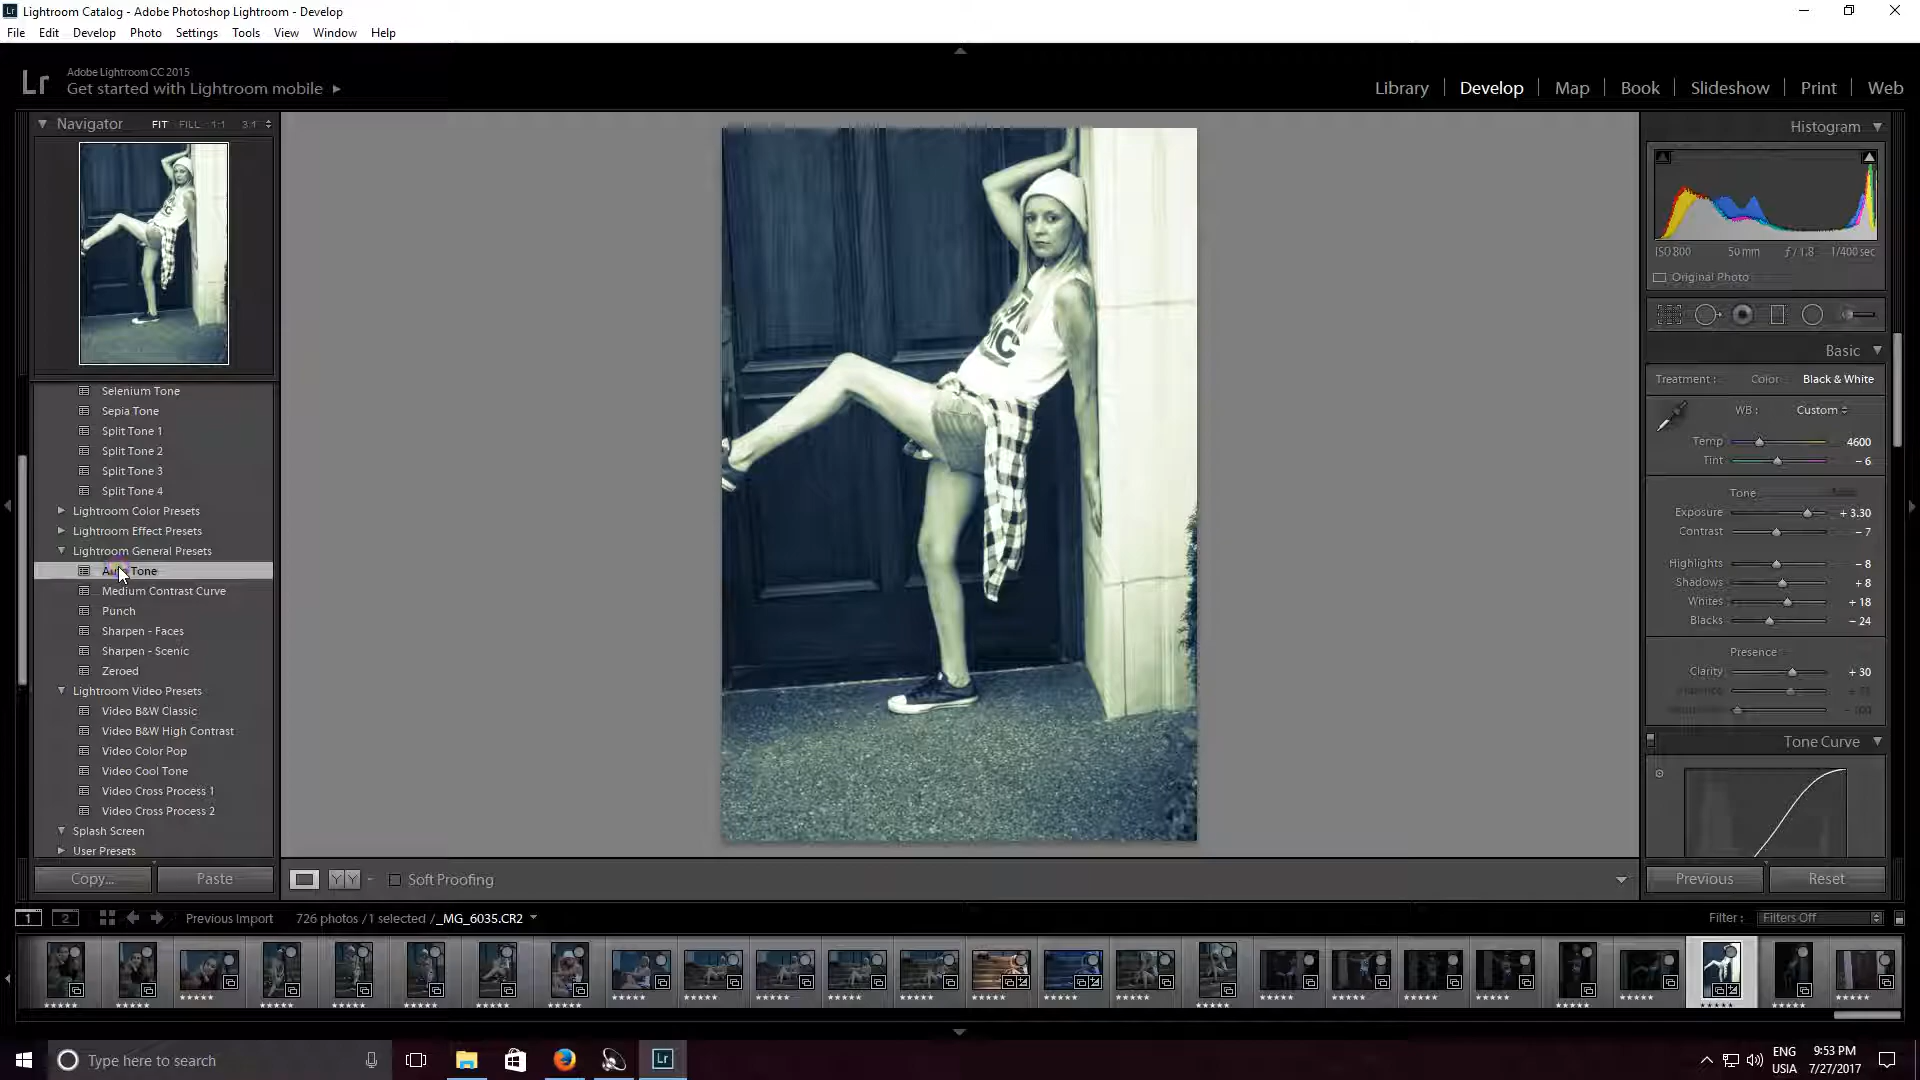 Lightroom Catalog - Adobe Photoshop Lightroom - Develop
File Edit Develop Photo Settings Tools View Window Help
Lr
Adobe Lightroom CC 2015
Get started with Lightroom mobile
Library Develop Map Book Slideshow Print Web
Navigator FIT FILL 1:1 3:1
Histogram
ISO 800 50 mm ƒ / 1.8 1/400 sec
Original Photo
Basic
Treatment : Color Black & White
WB : Custom
Temp 4600
Tint - 6
Tone
Exposure + 3.30
Contrast - 7
Highlights - 8
Shadows + 8
Whites + 18
Blacks - 24
Presence
Clarity + 30
Tone Curve
Selenium Tone
Sepia Tone
Split Tone 1
Split Tone 2
Split Tone 3
Split Tone 4
Lightroom Color Presets
Lightroom Effect Presets
Lightroom General Presets
Auto Tone
Medium Contrast Curve
Punch
Sharpen - Faces
Sharpen - Scenic
Zeroed
Lightroom Video Presets
Video B&W Classic
Video B&W High Contrast
Video Color Pop
Video Cool Tone
Video Cross Process 1
Video Cross Process 2
Splash Screen
User Presets
Copy... Paste
YY Soft Proofing
Previous Reset
1 2 Previous Import 726 photos / 1 selected / _MG_6035.CR2
Filter : Filters Off
Type here to search
Lr
ENG 9:53 PM
USIA 7/27/2017